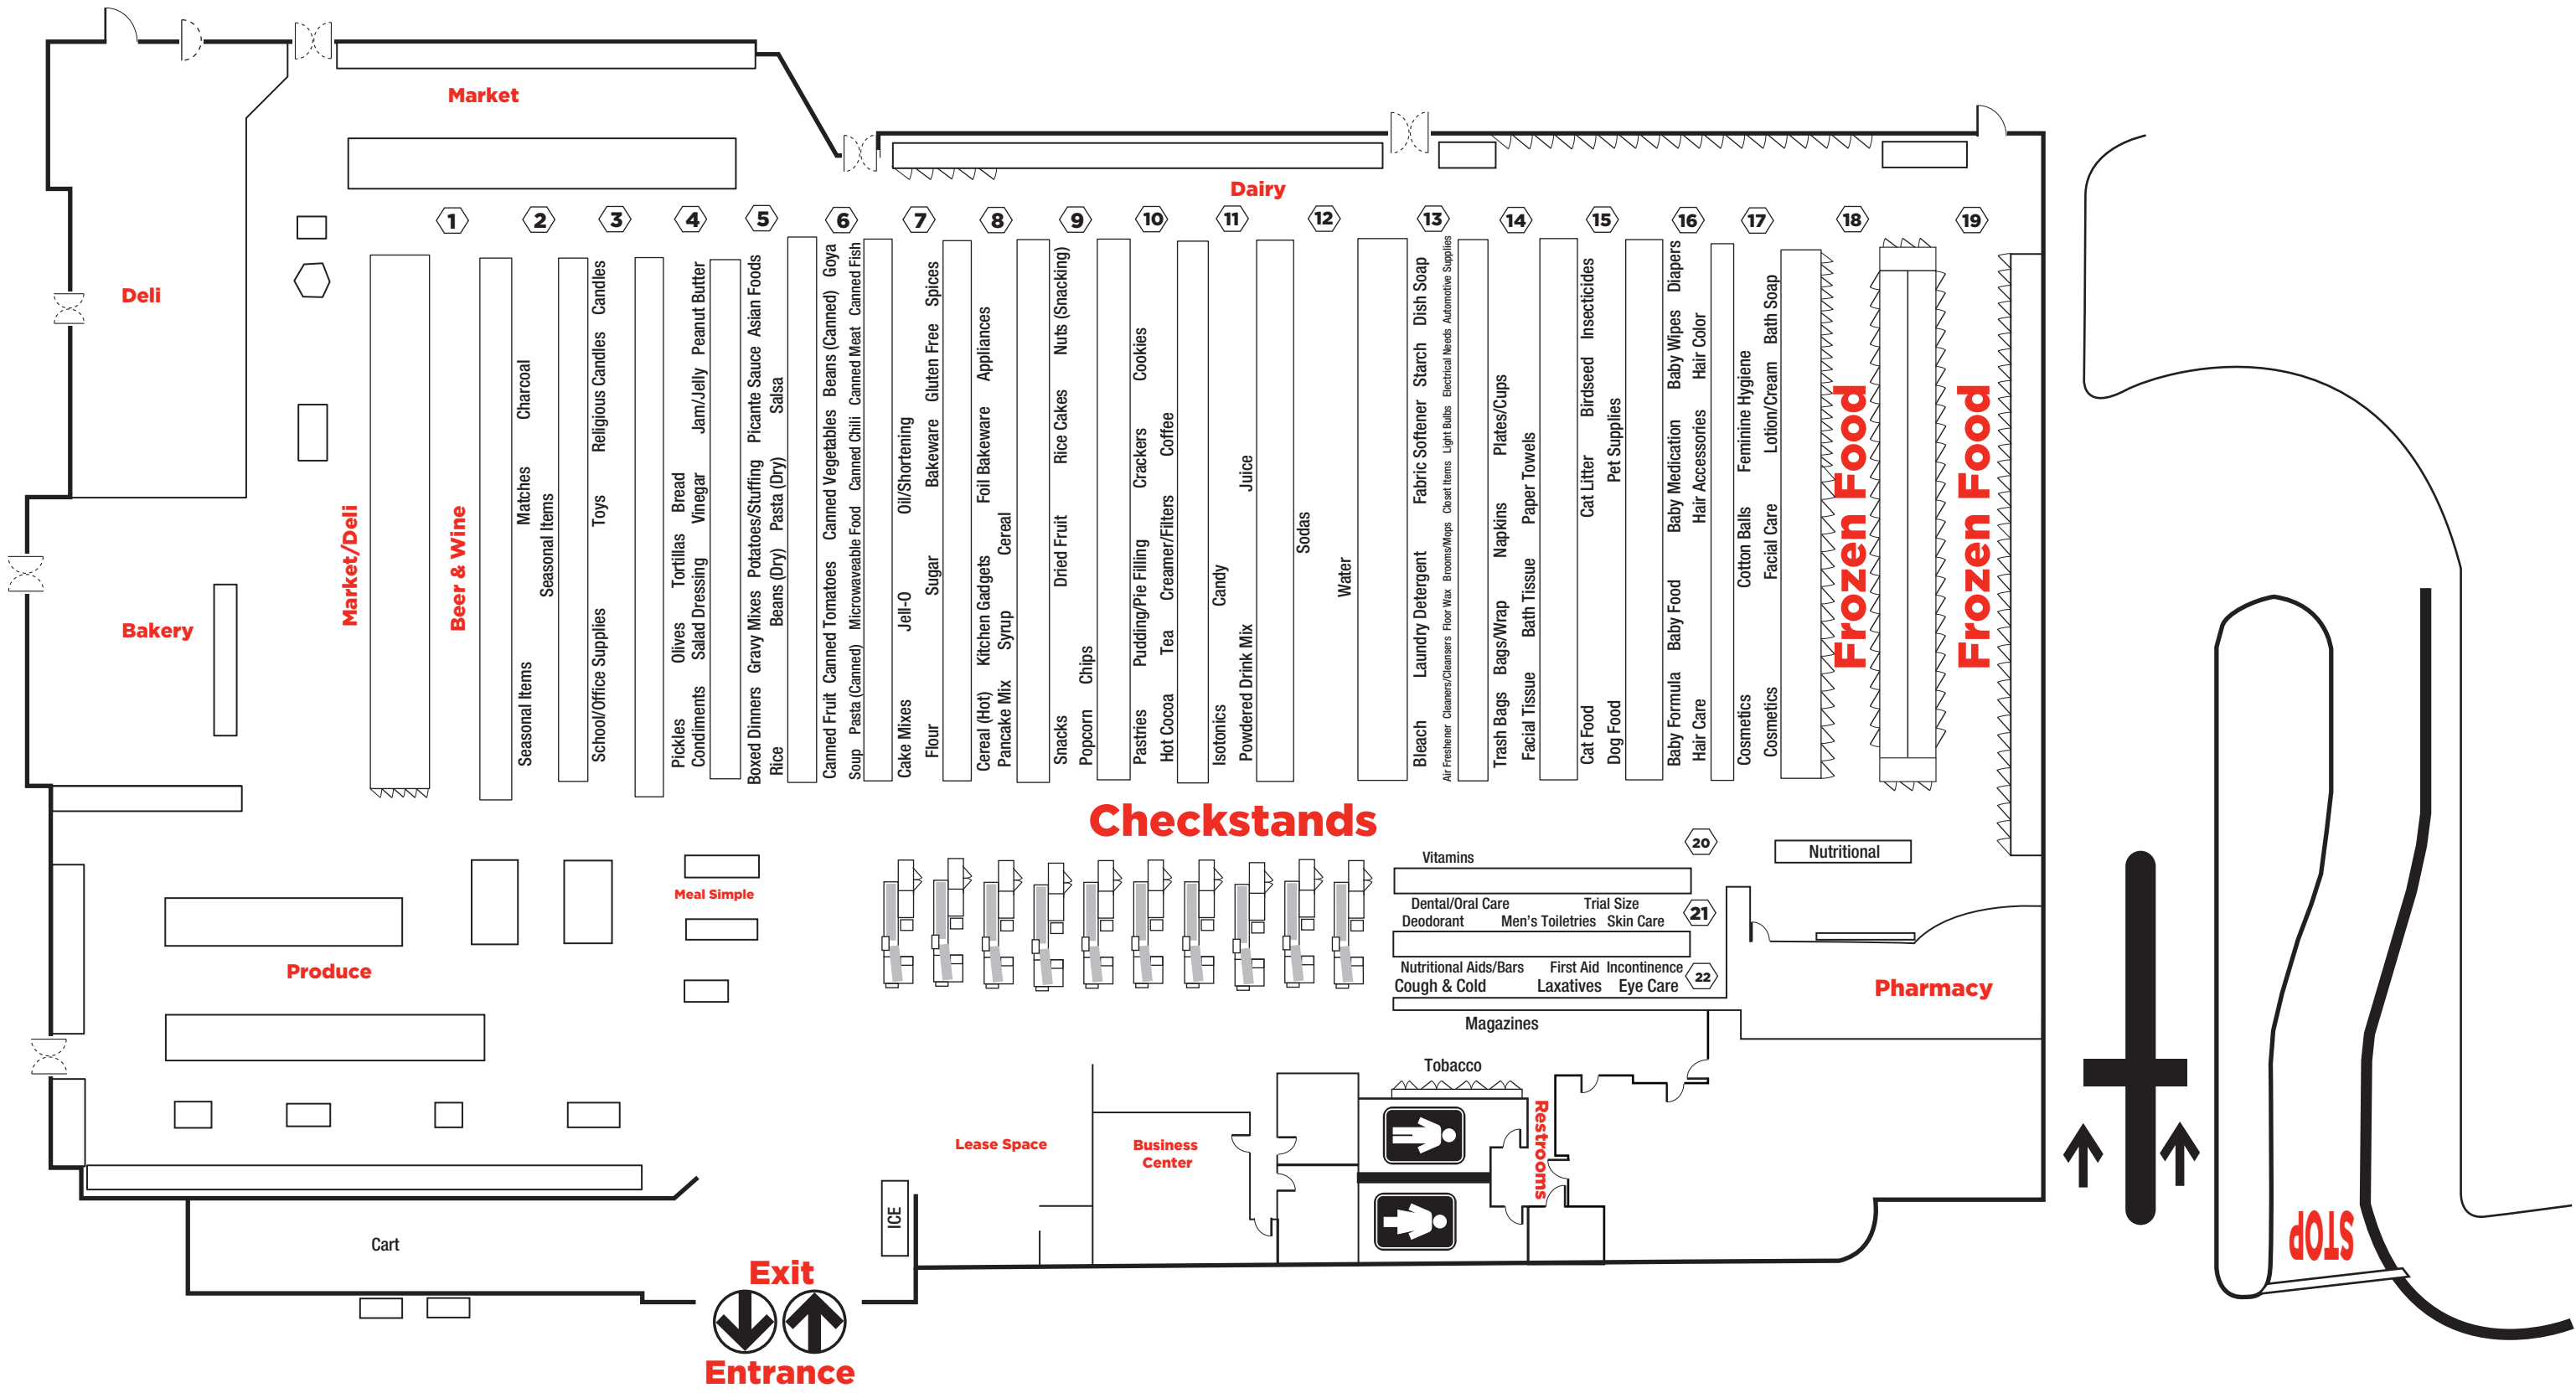 Market
Dairy
1
2
3
4
5
6
7
8
9
10
11
12
13
14
15
16
17
18
19
Deli
Bakery
Market/Deli
Beer & Wine
Seasonal Items Matches Charcoal
Seasonal Items
School/Office Supplies Toys Religious Candles Candles
Pickles Olives Tortillas Bread
Condiments Salad Dressing Vinegar Jam/Jelly Peanut Butter
Boxed Dinners Gravy Mixes Potatoes/Stuffing Picante Sauce Asian Foods
Rice Beans (Dry) Pasta (Dry) Salsa
Canned Fruit Canned Tomatoes Canned Vegetables Beans (Canned) Goya
Soup Pasta (Canned) Microwaveable Food Canned Chili Canned Meat Canned Fish
Cake Mixes Jell-O Oil/Shortening
Flour Sugar Bakeware Gluten Free Spices
Cereal (Hot) Kitchen Gadgets Foil Bakeware Appliances
Pancake Mix Syrup Cereal
Snacks Dried Fruit Rice Cakes Nuts (Snacking)
Popcorn Chips
Pastries Pudding/Pie Filling Crackers Cookies
Hot Cocoa Tea Creamer/Filters Coffee
Isotonics Candy
Powdered Drink Mix Juice
Sodas
Water
Bleach Laundry Detergent Fabric Softener Starch Dish Soap
Air Freshener Cleaners/Cleansers Floor Wax Brooms/Mops Closet Items Light Bulbs Electrical Needs Automotive Supplies
Trash Bags Bags/Wrap Napkins Plates/Cups
Facial Tissue Bath Tissue Paper Towels
Cat Food Cat Litter Birdseed Insecticides
Dog Food Pet Supplies
Baby Formula Baby Food Baby Medication Baby Wipes Diapers
Hair Care Hair Accessories Hair Color
Cosmetics Cotton Balls Feminine Hygiene
Cosmetics Facial Care Lotion/Cream Bath Soap
Frozen Food
Frozen Food
Checkstands
20
Vitamins
Nutritional
Meal Simple
Dental/Oral Care Trial Size
21
Deodorant Men's Toiletries Skin Care
Produce
Nutritional Aids/Bars First Aid Incontinence
22
Cough & Cold Laxatives Eye Care
Pharmacy
Magazines
Tobacco
Restrooms
Lease Space
Business
Center
ICE
Cart
STOP
Exit
Entrance